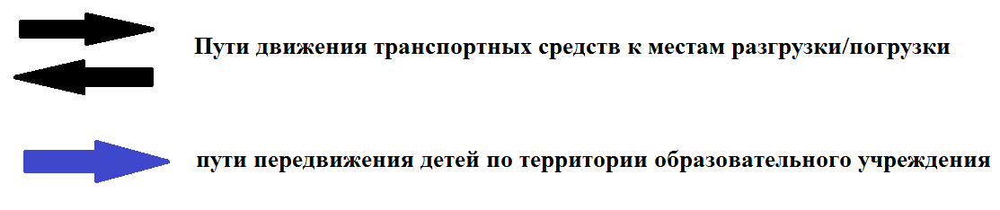 Пути движения транспортных средств к местам разгрузки/погрузки
пути передвижения детей по территории образовательного учреждения